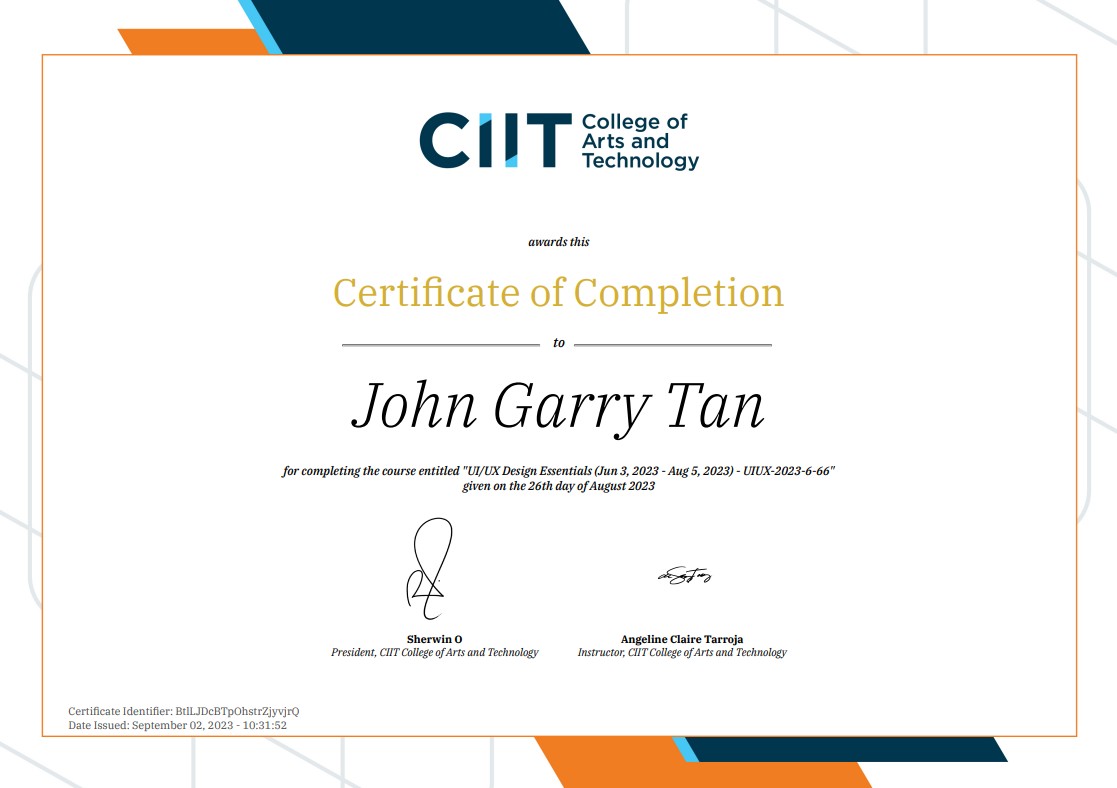 CIIT College of
Arts and
Technology
awards this
Certificate of Completion
to
John Garry Tan
for completing the course entitled "UI/UX Design Essentials (Jun 3, 2023 - Aug 5, 2023) - UIUX-2023-6-66"
given on the 26th day of August 2023
Sherwin O
President, CIIT College of Arts and Technology
Angeline Claire Tarroja
Instructor, CIIT College of Arts and Technology
Certificate Identifier: BtlLJDcBTpOhstrZjyvjrQ
Date Issued: September 02, 2023 - 10:31:52